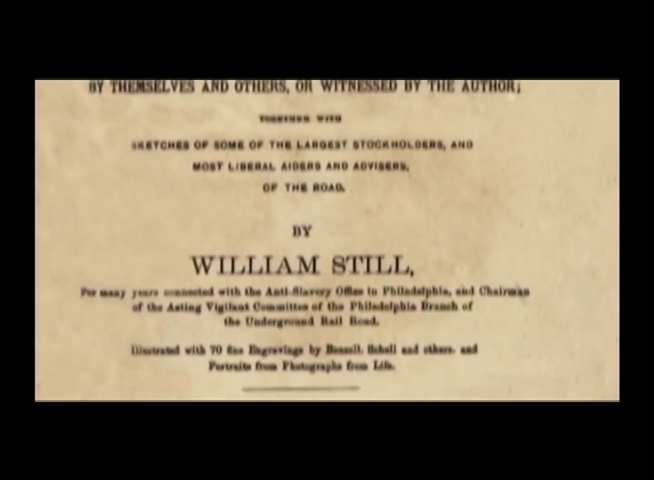 BY THEMSELVES AND OTHERS, OR WITNESSED BY THE AUTHOR;
TOGETHER WITH
SKETCHES OF SOME OF THE LARGEST STOCKHOLDERS, AND
MOST LIBERAL AIDERS AND ADVISERS,
OF THE ROAD.
BY
WILLIAM STILL,
For many years connected with the Anti-Slavery Office in Philadelphia, and Chairman
of the Acting Vigilant Committee of the Philadelphia Branch of
the Underground Rail Road.
Illustrated with 70 fine Engravings by Bensell, Schell and others, and
Portraits from Photographs from Life.